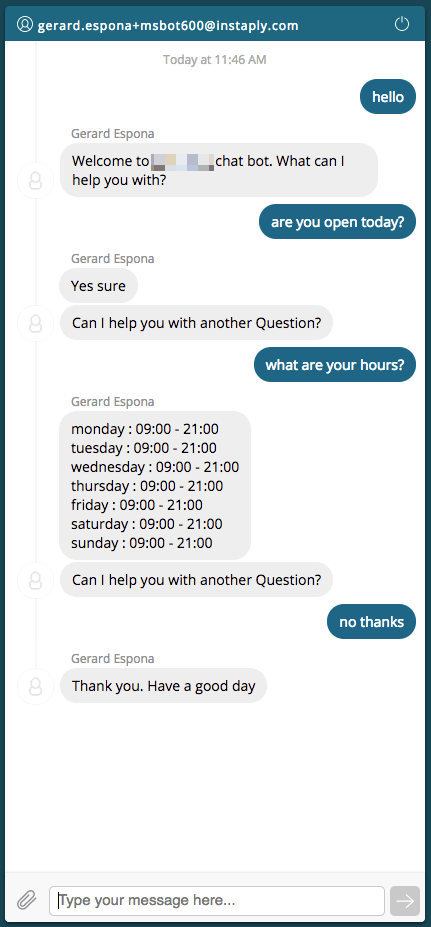 gerard.espona+msbot600@instaply.com
Today at 11:46 AM
hello
Gerard Espona
Welcome to chat bot. What can I
help you with?
are you open today?
Gerard Espona
Yes sure
Can I help you with another Question?
what are your hours?
Gerard Espona
monday : 09:00 - 21:00
tuesday : 09:00 - 21:00
wednesday : 09:00 - 21:00
thursday : 09:00 - 21:00
friday : 09:00 - 21:00
saturday : 09:00 - 21:00
sunday : 09:00 - 21:00
Can I help you with another Question?
no thanks
Gerard Espona
Thank you. Have a good day
Type your message here...